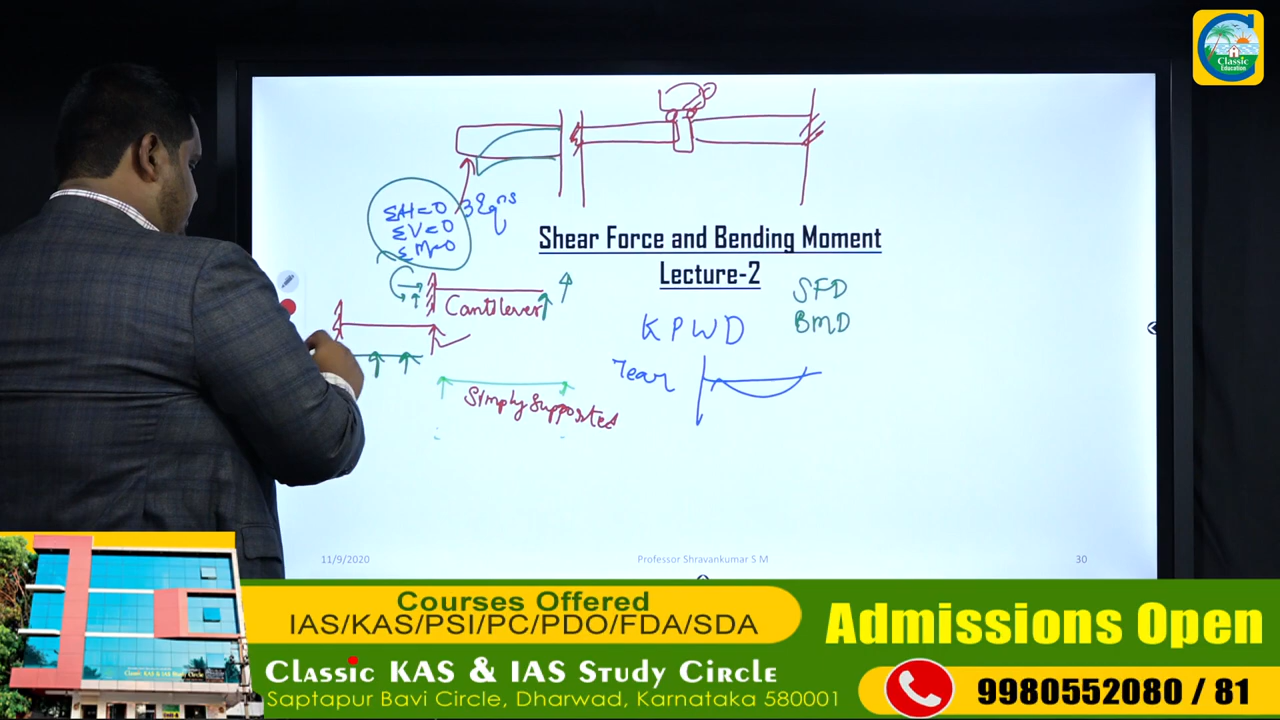 Classic
Education
ΣH=0
ΣV=0
ΣM=0
3 Eqns
Shear Force and Bending Moment
Lecture-2
SFD
BMD
Cantilever
KPWD
Simply Supported
11/9/2020
Professor Shravankumar S M
30
Courses Offered
IAS/KAS/PSI/PC/PDO/FDA/SDA
Admissions Open
Classic KAS & IAS Study Circle
Saptapur Bavi Circle, Dharwad, Karnataka 580001
9980552080 / 81